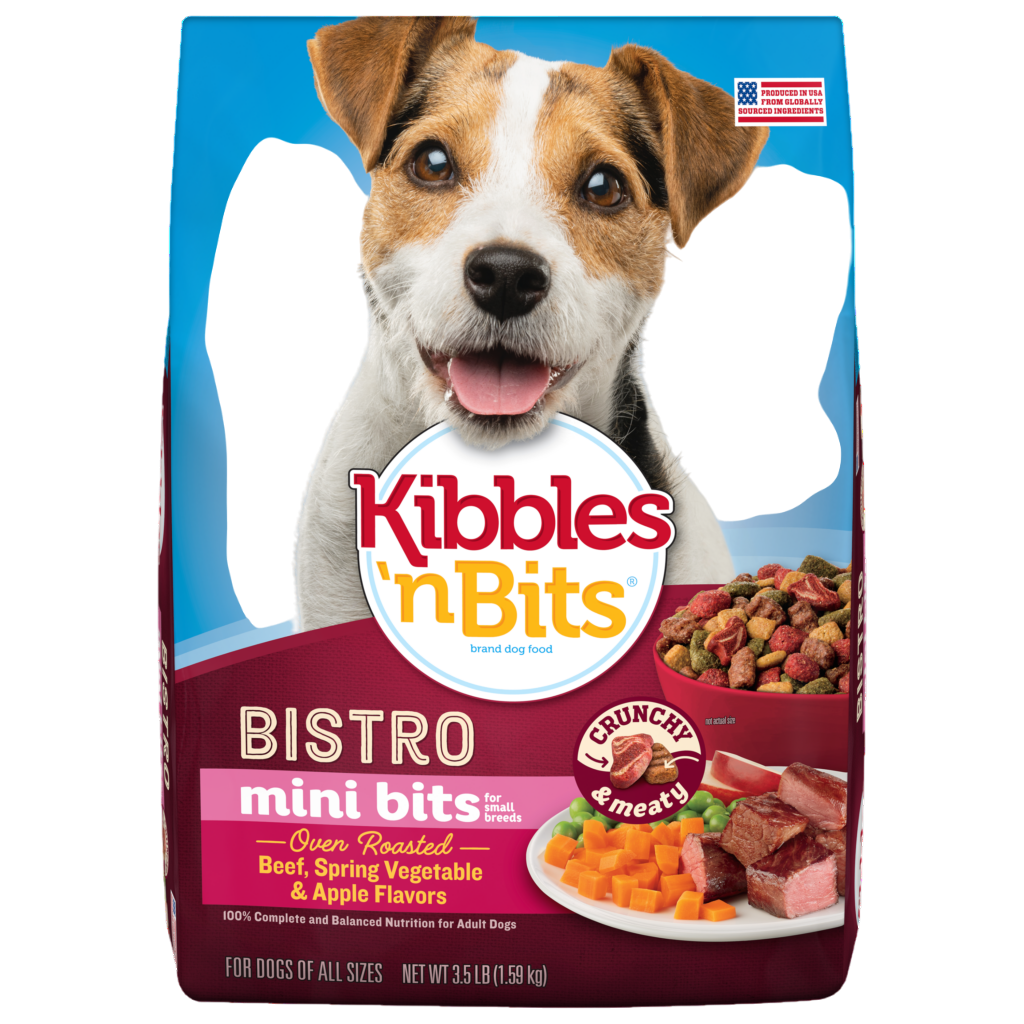 PRODUCED IN USA
FROM GLOBALLY
SOURCED INGREDIENTS
Kibbles
'n Bits®
brand dog food
BISTRO
BISTRO
not actual size
CRUNCHY
& meaty
BISTRO
mini bits
for
small
breeds
Oven Roasted
Beef, Spring Vegetable
& Apple Flavors
100% Complete and Balanced Nutrition for Adult Dogs
FOR DOGS OF ALL SIZES NET WT 3.5 LB (1.59 kg)